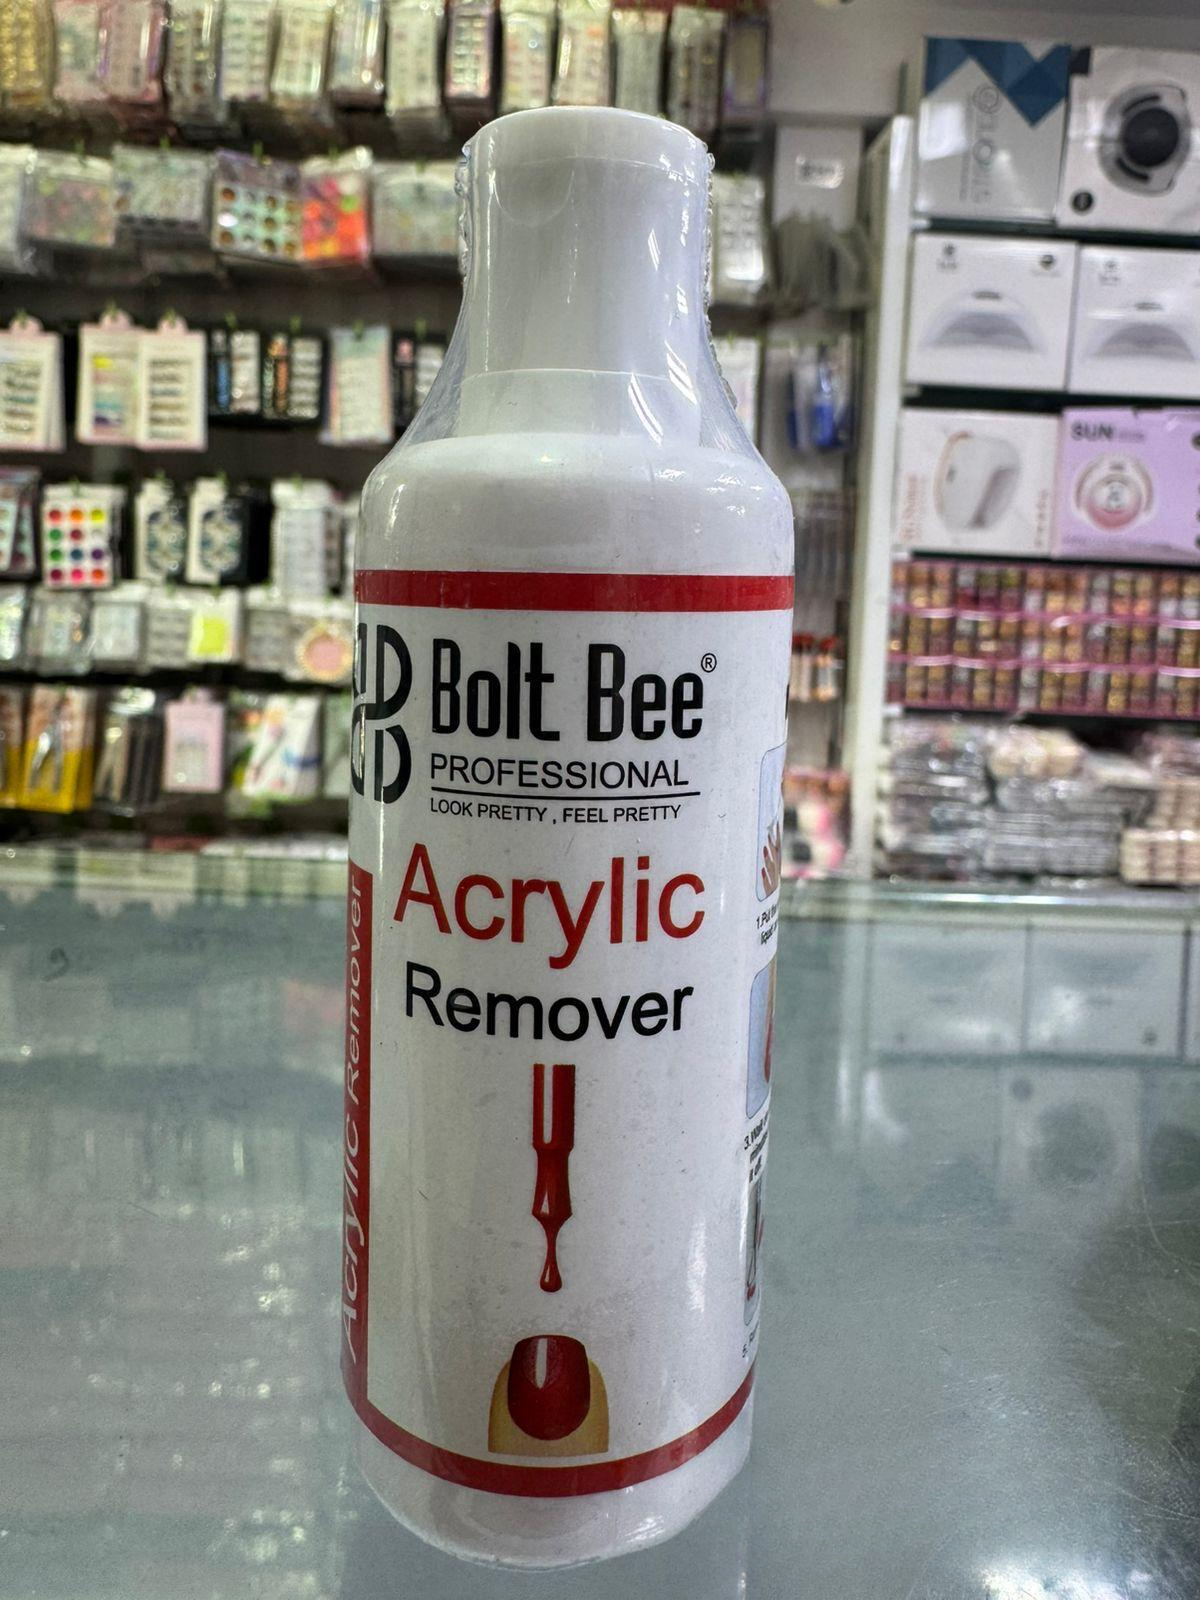 Bolt Bee®
PROFESSIONAL
LOOK PRETTY , FEEL PRETTY
Acrylic
Remover
Acrylic Remover
SUN